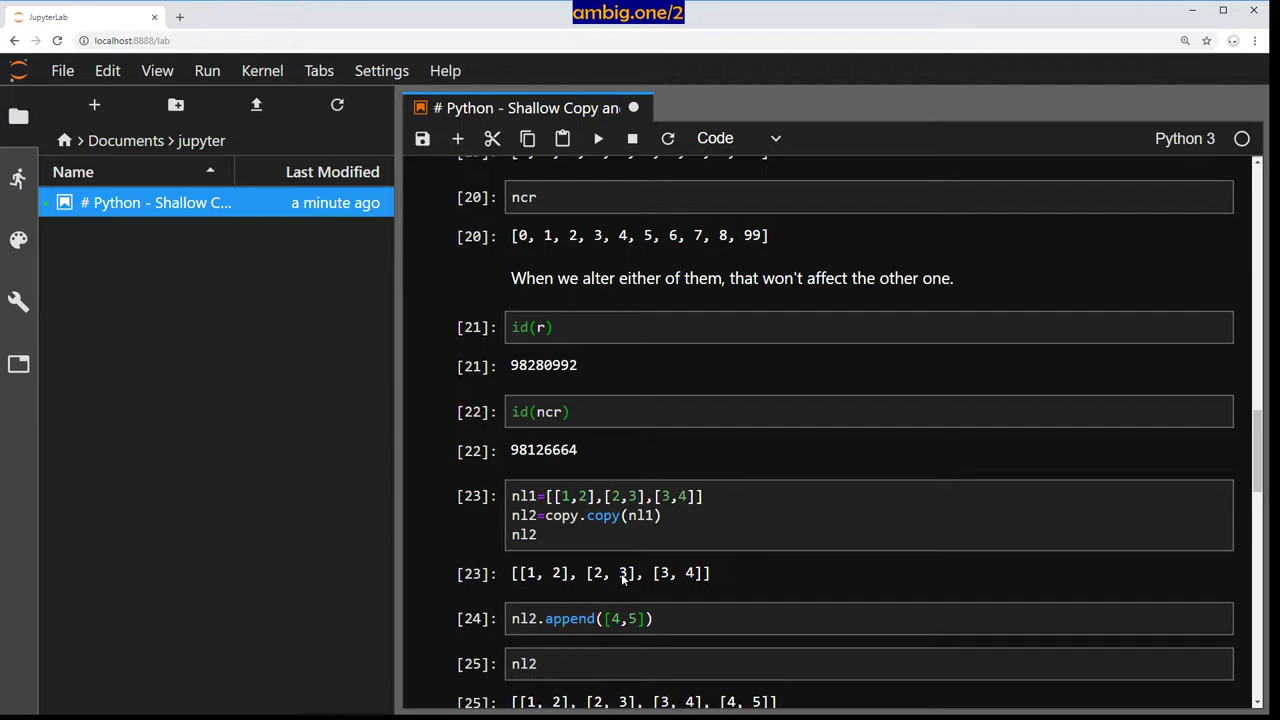 ambig.one/2
JupyterLab
localhost:8888/lab
File Edit View Run Kernel Tabs Settings Help
# Python - Shallow Copy an
Documents > jupyter
Code
Python 3
Name
Last Modified
# Python - Shallow C...
a minute ago
[20]: ncr
[20]: [0, 1, 2, 3, 4, 5, 6, 7, 8, 99]
When we alter either of them, that won't affect the other one.
[21]: id(r)
[21]: 98280992
[22]: id(ncr)
[22]: 98126664
[23]: nl1=[[1,2],[2,3],[3,4]]
nl2=copy.copy(nl1)
nl2
[23]: [[1, 2], [2, 3], [3, 4]]
[24]: nl2.append([4,5])
[25]: nl2
[25]: [[1, 2], [2, 3], [3, 4], [4, 5]]